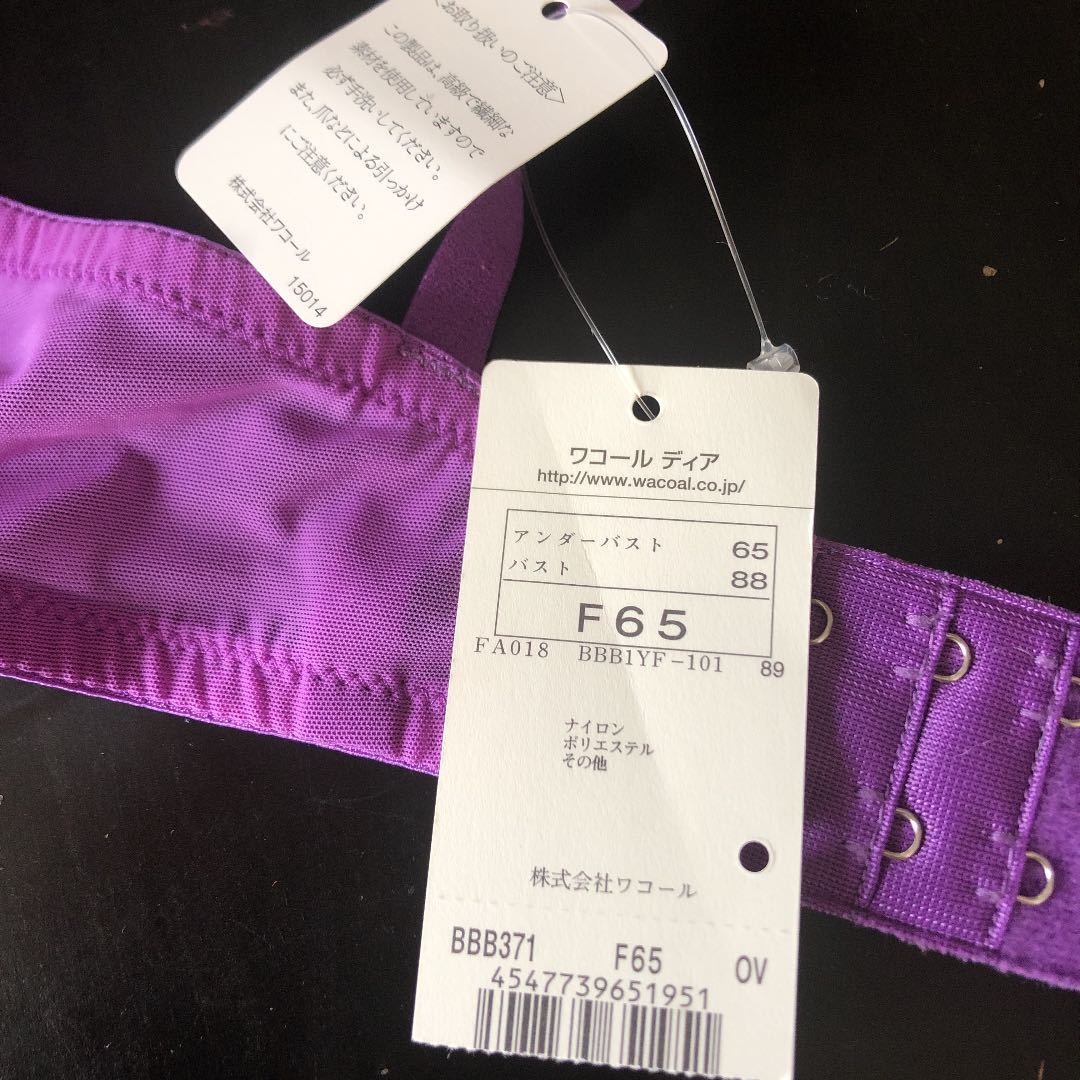 <お取り扱いのご注意>
この製品は、高級で繊細な
素材を使用していますので
必ず手洗いしてください。
また、爪などによる引っかけ
にご注意ください。
株式会社ワコール
15014
ワコール ディア
http://www.wacoal.co.jp/
アンダーバスト 65
バスト 88
F65
FA018 BBB1YF-101 89
ナイロン
ポリエステル
その他
株式会社ワコール
BBB371 F65 OV
4547739651951